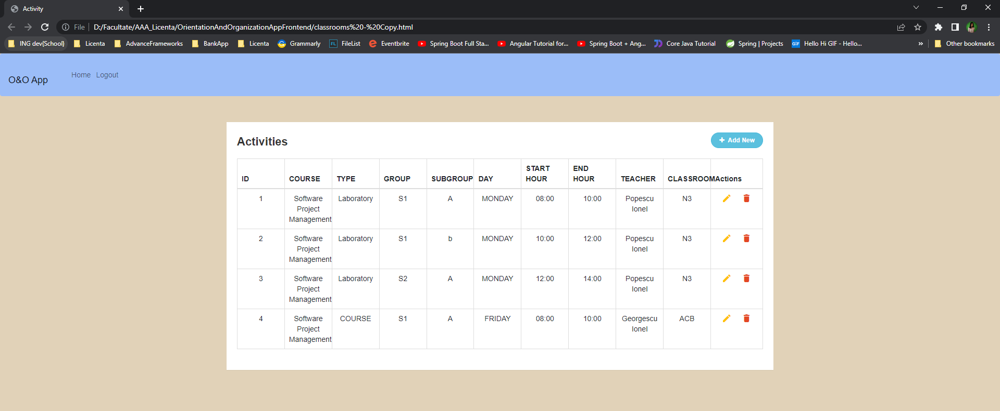 Activity
File D:/Facultate/AAA_Licenta/OrientationAndOrganizationAppFrontend/classrooms%20-%20Copy.html
ING dev{School} Licenta AdvanceFrameworks BankApp Licenta Grammarly FL FileList Eventbrite Spring Boot Full Sta... Angular Tutorial for... Spring Boot + Ang... Core Java Tutorial Spring | Projects GIF Hello Hi GIF - Hello... » Other bookmarks
O&O App Home Logout
Activities Add New
ID COURSE TYPE GROUP SUBGROUP DAY START HOUR END HOUR TEACHER CLASSROOM Actions
1 Software Project Management Laboratory S1 A MONDAY 08:00 10:00 Popescu Ionel N3
2 Software Project Management Laboratory S1 b MONDAY 10:00 12:00 Popescu Ionel N3
3 Software Project Management Laboratory S2 A MONDAY 12:00 14:00 Popescu Ionel N3
4 Software Project Management COURSE S1 A FRIDAY 08:00 10:00 Georgescu Ionel ACB